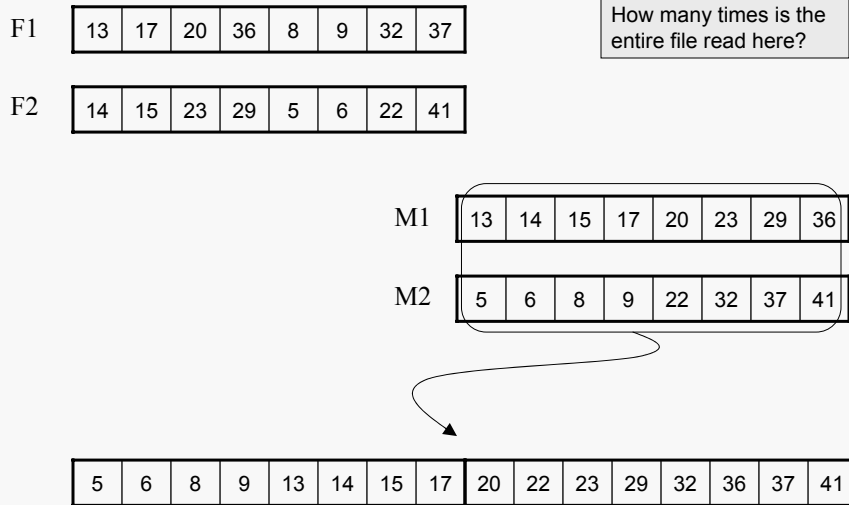 How many times is the
entire file read here?
F1 13 17 20 36 8 9 32 37
F2 14 15 23 29 5 6 22 41
M1 13 14 15 17 20 23 29 36
M2 5 6 8 9 22 32 37 41
5 6 8 9 13 14 15 17 20 22 23 29 32 36 37 41